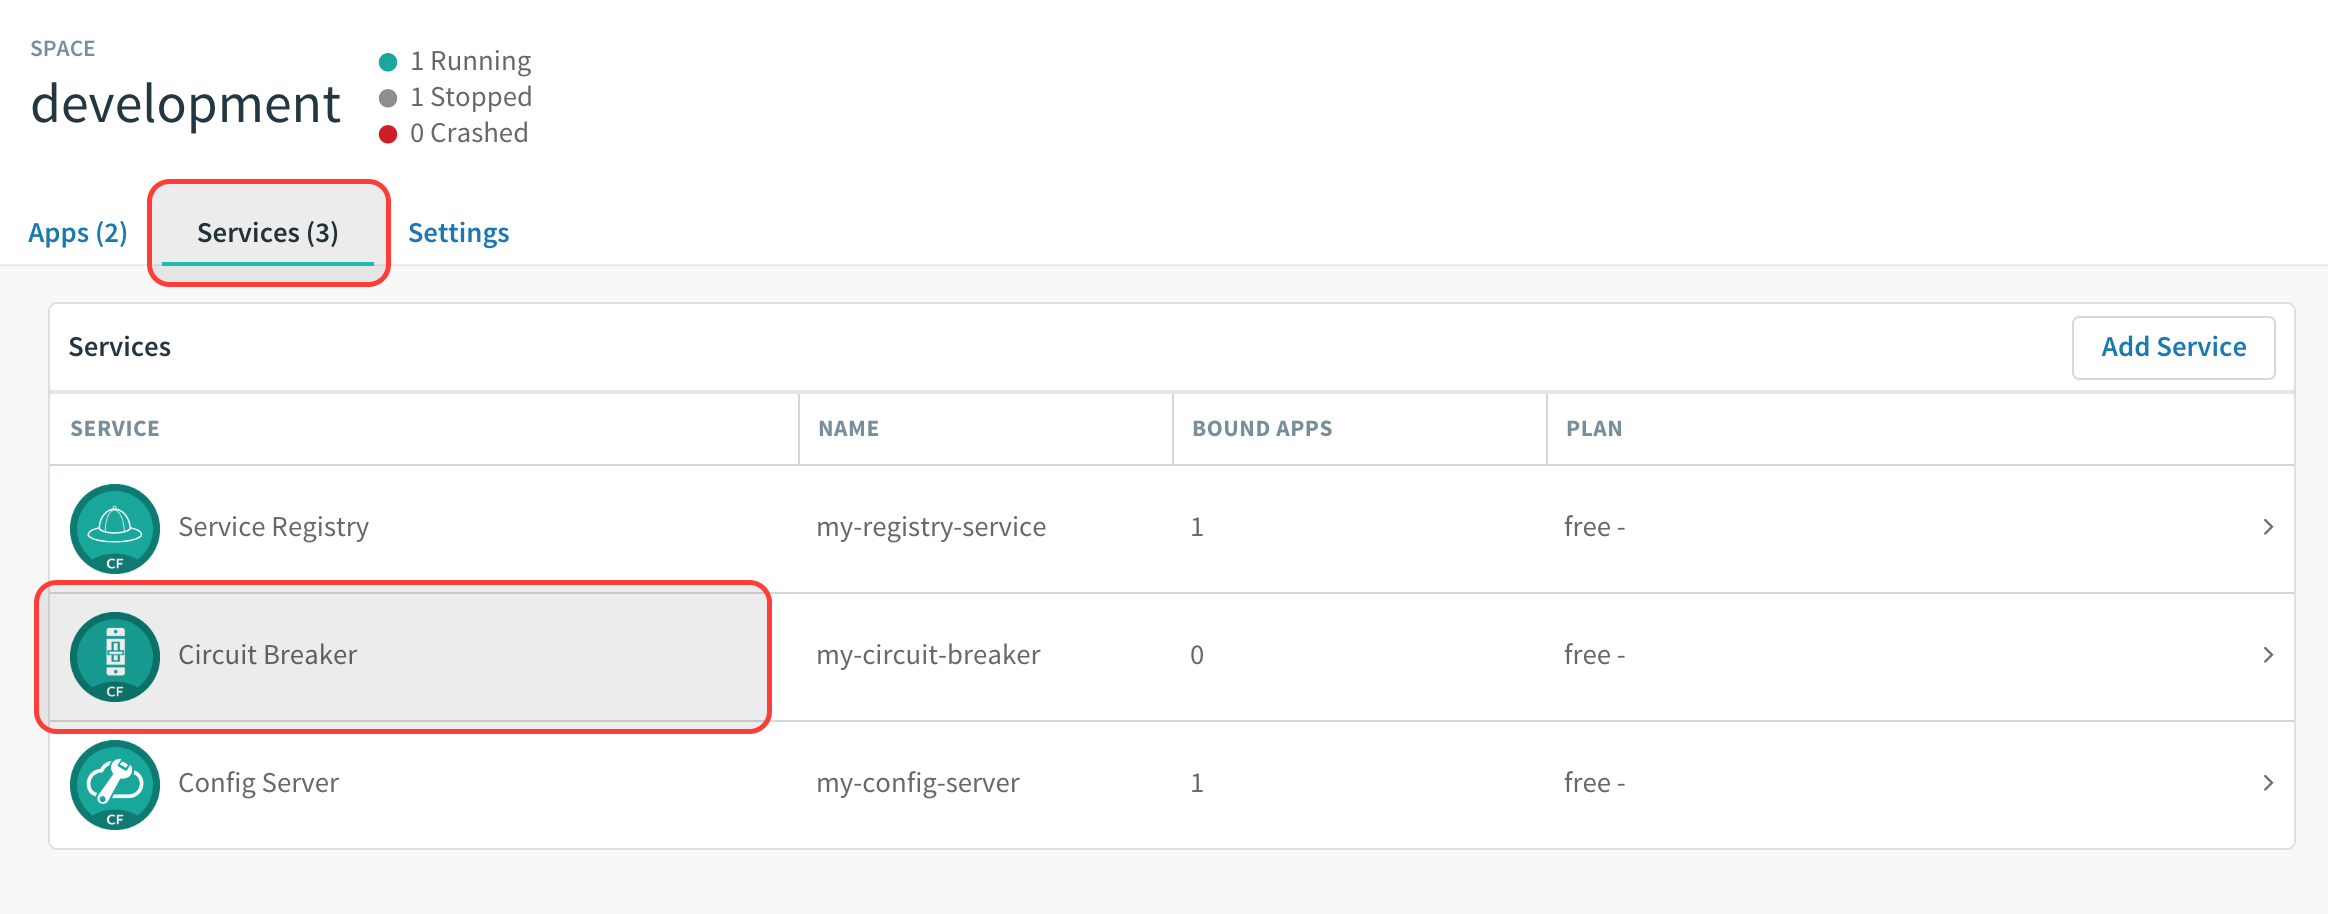 SPACE
development
1 Running
1 Stopped
0 Crashed
Apps (2) Services (3) Settings
Services Add Service
SERVICE NAME BOUND APPS PLAN
CF Service Registry my-registry-service 1 free -
CF Circuit Breaker my-circuit-breaker 0 free -
CF Config Server my-config-server 1 free -